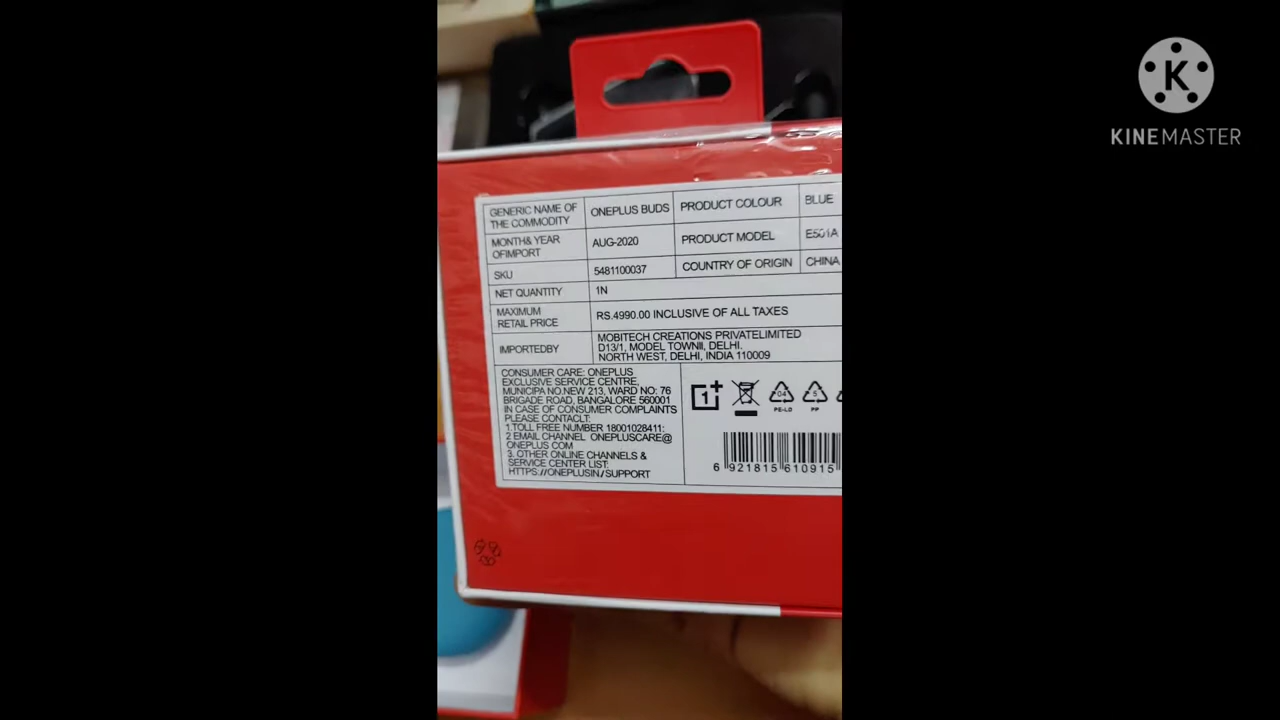 K
KINEMASTER
GENERIC NAME OF
THE COMMODITY
ONEPLUS BUDS
PRODUCT COLOUR
BLUE
MONTH& YEAR
OFIMPORT
AUG-2020
PRODUCT MODEL
E501A
SKU
5481100037
COUNTRY OF ORIGIN
CHINA
NET QUANTITY
1N
MAXIMUM
RETAIL PRICE
RS.4990.00 INCLUSIVE OF ALL TAXES
IMPORTEDBY
MOBITECH CREATIONS PRIVATELIMITED
D13/1, MODEL TOWNII, DELHI.
NORTH WEST, DELHI, INDIA 110009
CONSUMER CARE: ONEPLUS
EXCLUSIVE SERVICE CENTRE,
MUNICIPA NO.NEW 213, WARD NO: 76
BRIGADE ROAD, BANGALORE 560001
IN CASE OF CONSUMER COMPLAINTS
PLEASE CONTACLT:
1.TOLL FREE NUMBER 18001028411:
2 EMAIL CHANNEL ONEPLUSCARE@
ONEPLUS COM
3. OTHER ONLINE CHANNELS &
SERVICE CENTER LIST:
HTTPS://ONEPLUSIN/SUPPORT
1+
04
PE-LD
5
PP
6 921815 610915